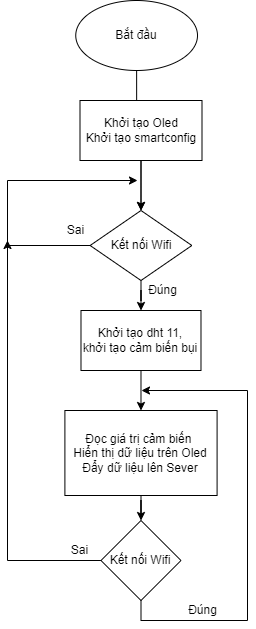 Bắt đầu
Khởi tạo Oled
Khởi tạo smartconfig
Sai
Kết nối Wifi
Đúng
Khởi tạo dht 11,
khởi tạo cảm biến bụi
Đọc giá trị cảm biến
Hiển thị dữ liệu trên Oled
Đẩy dữ liệu lên Sever
Sai
Kết nối Wifi
Đúng